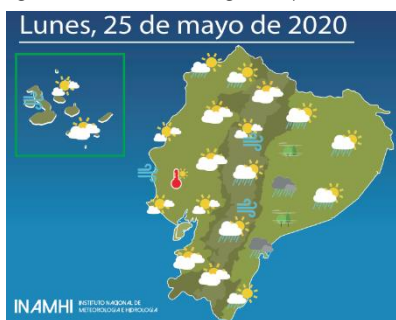 Lunes, 25 de mayo de 2020
INAMHI
INSTITUTO NACIONAL DE
METEOROLOGÍA E HIDROLOGÍA